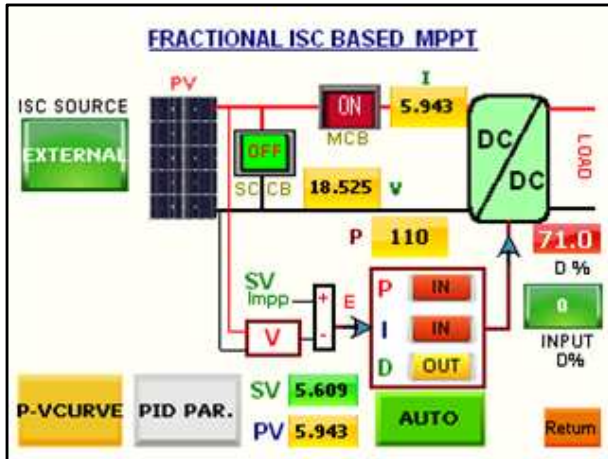 FRACTIONAL ISC BASED MPPT
ISC SOURCE
EXTERNAL
PV
ON
MCB
I
5.943
OFF
SC CB
18.525 V
DC
DC
LOAD
P 110
71.0
D %
SV
Impp
+
-
E
V
P IN
I IN
D OUT
0
INPUT
D%
P-VCURVE
PID PAR.
SV 5.609
PV 5.943
AUTO
Return